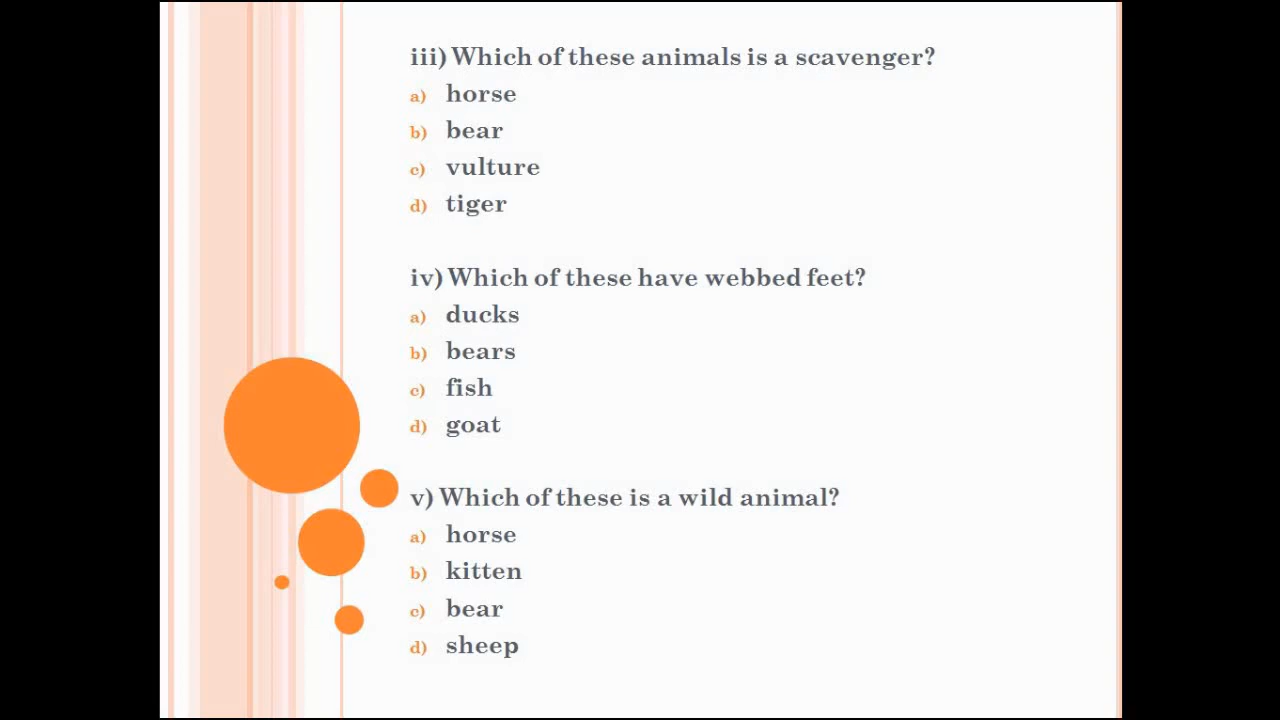 iii) Which of these animals is a scavenger?
a) horse
b) bear
c) vulture
d) tiger
iv) Which of these have webbed feet?
a) ducks
b) bears
c) fish
d) goat
v) Which of these is a wild animal?
a) horse
b) kitten
c) bear
d) sheep